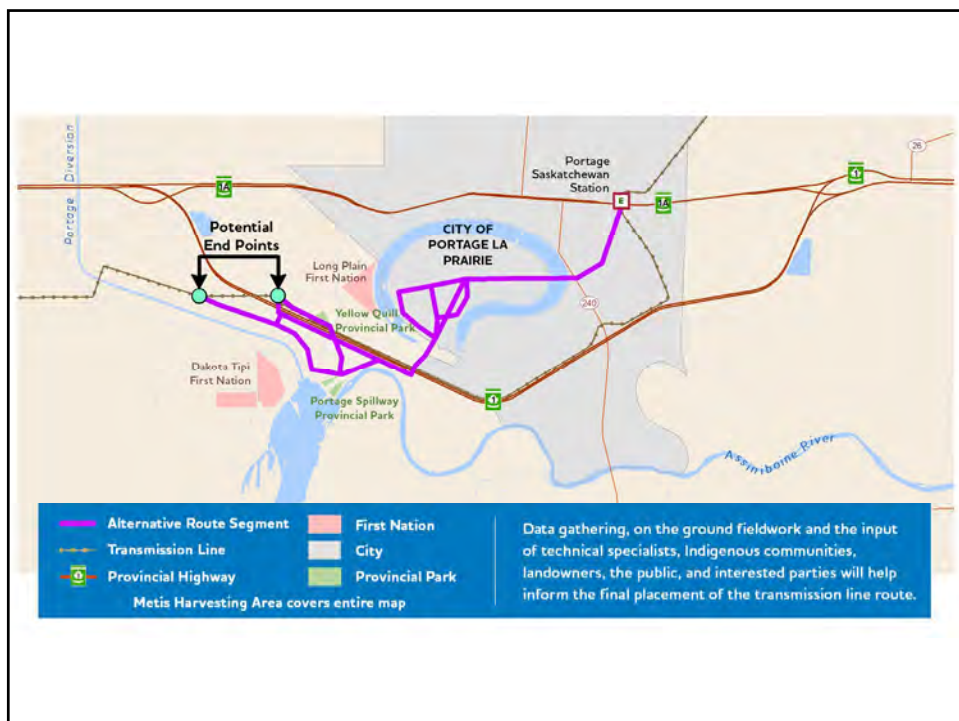 Portage Diversion
1A
Portage
Saskatchewan
Station
E
1A
1
26
Potential
End Points
CITY OF
PORTAGE LA
PRAIRIE
Long Plain
First Nation
Yellow Quill
Provincial Park
240
Dakota Tipi
First Nation
Portage Spillway
Provincial Park
1
Assiniboine River
Alternative Route Segment
Transmission Line
Provincial Highway
First Nation
City
Provincial Park
Metis Harvesting Area covers entire map
Data gathering, on the ground fieldwork and the input
of technical specialists, Indigenous communities,
landowners, the public, and interested parties will help
inform the final placement of the transmission line route.